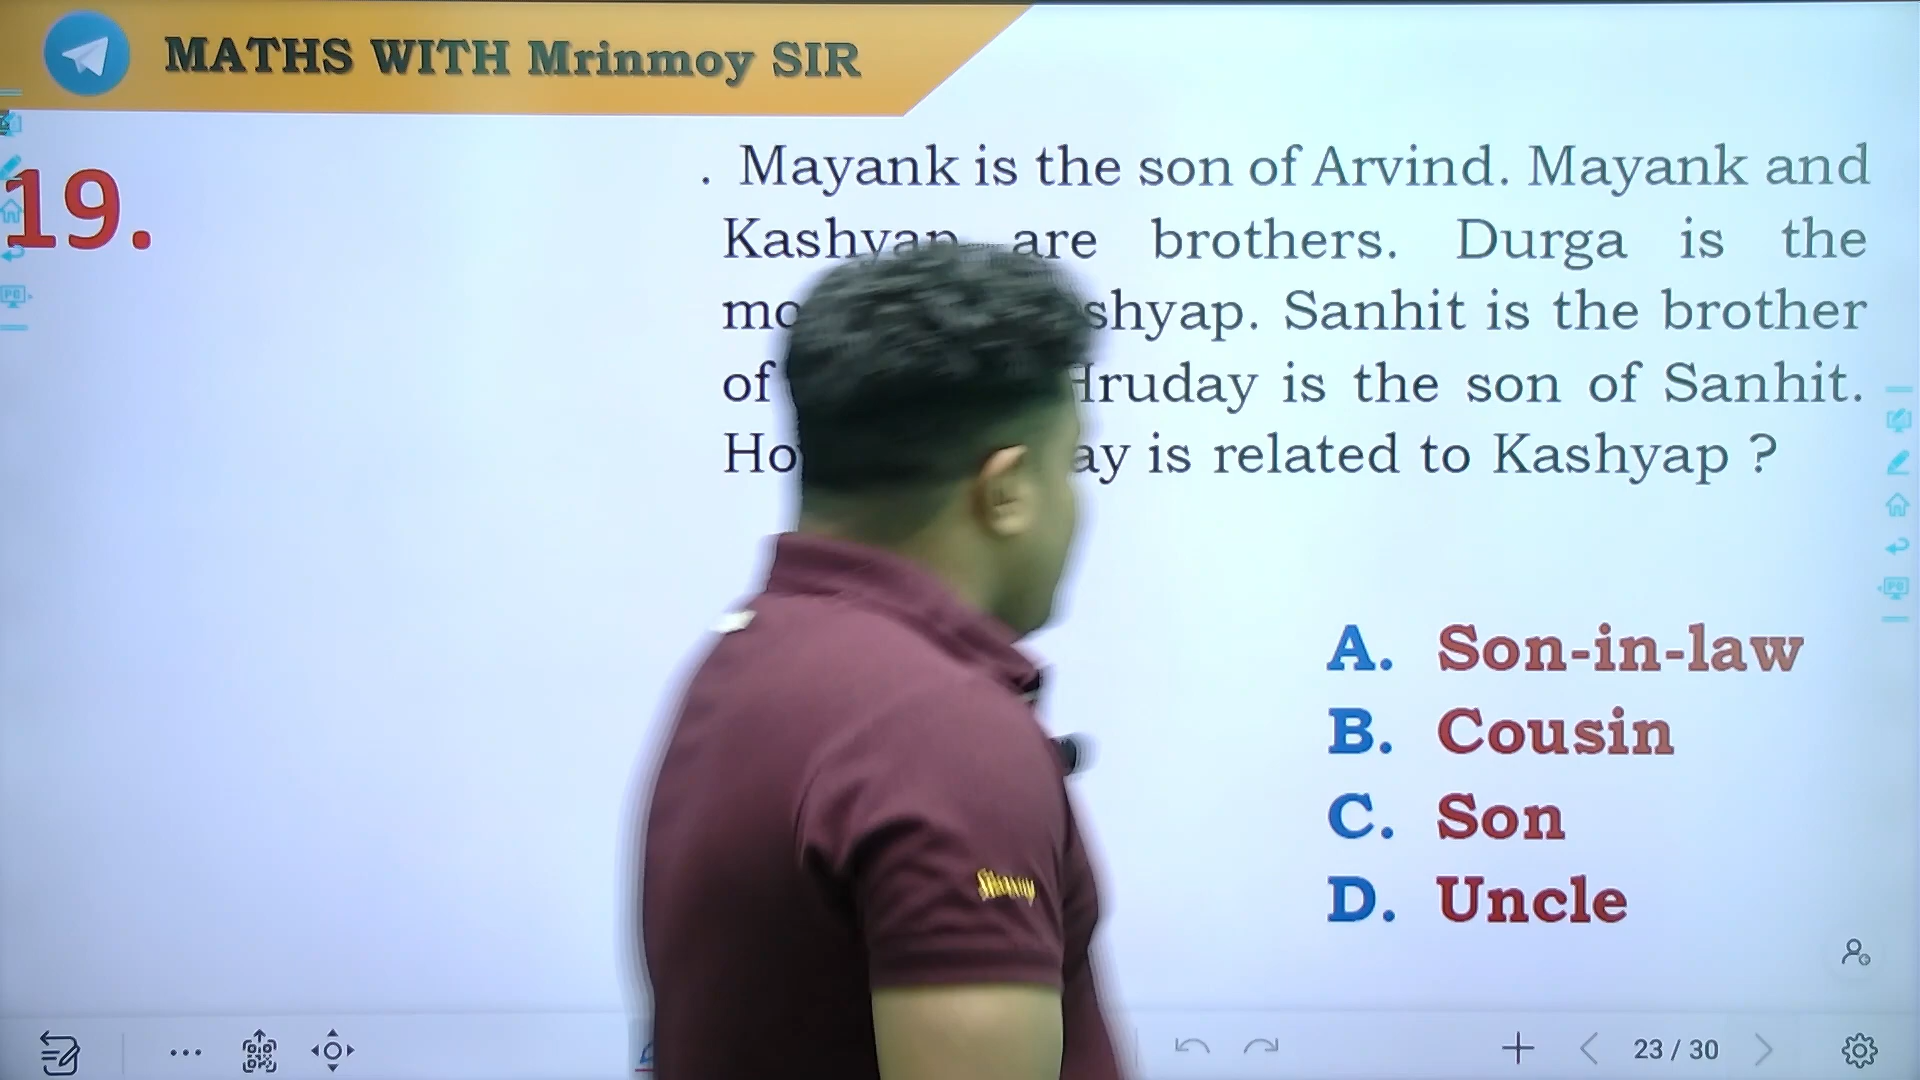 MATHS WITH Mrinmoy SIR
19.
. Mayank is the son of Arvind. Mayank and
Kashyap are brothers. Durga is the
shyap. Sanhit is the brother
of Hruday is the son of Sanhit.
is related to Kashyap ?
A. Son-in-law
B. Cousin
C. Son
D. Uncle
23 / 30